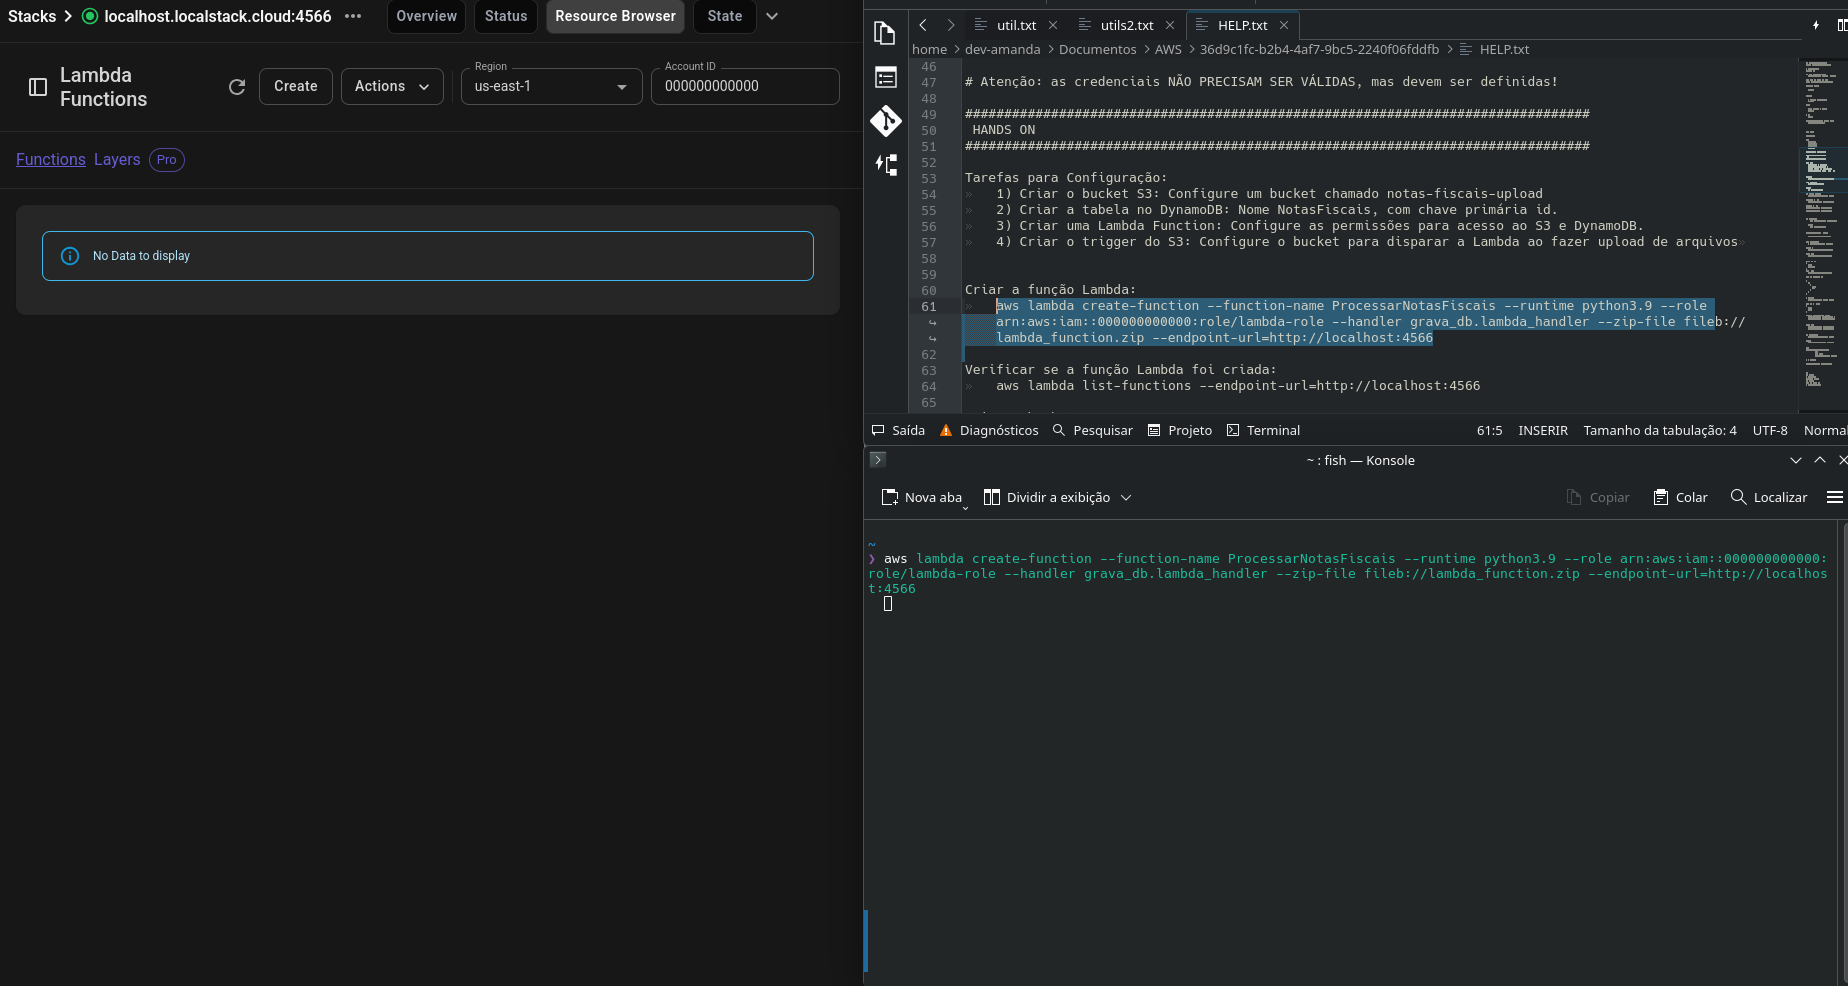 Stacks > localhost.localstack.cloud:4566 ••• Overview Status Resource Browser State
Lambda Functions
Create
Actions
Region
us-east-1
Account ID
000000000000
Functions Layers Pro
No Data to display
util.txt utils2.txt HELP.txt
home > dev-amanda > Documentos > AWS > 36d9c1fc-b2b4-4af7-9bc5-2240f06fddfb > HELP.txt
46
47 # Atenção: as credenciais NÃO PRECISAM SER VÁLIDAS, mas devem ser definidas!
48
49 ################################################################################
50 HANDS ON
51 ################################################################################
52
53 Tarefas para Configuração:
54 » 1) Criar o bucket S3: Configure um bucket chamado notas-fiscais-upload
55 » 2) Criar a tabela no DynamoDB: Nome NotasFiscais, com chave primária id.
56 » 3) Criar uma Lambda Function: Configure as permissões para acesso ao S3 e DynamoDB.
57 » 4) Criar o trigger do S3: Configure o bucket para disparar a Lambda ao fazer upload de arquivos»
58
59
60 Criar a função Lambda:
61 » aws lambda create-function --function-name ProcessarNotasFiscais --runtime python3.9 --role
arn:aws:iam::000000000000:role/lambda-role --handler grava_db.lambda_handler --zip-file fileb://
lambda_function.zip --endpoint-url=http://localhost:4566
62
63 Verificar se a função Lambda foi criada:
64 » aws lambda list-functions --endpoint-url=http://localhost:4566
65
Saída Diagnósticos Pesquisar Projeto Terminal 61:5 INSERIR Tamanho da tabulação: 4 UTF-8 Normal
~ : fish — Konsole
Nova aba Dividir a exibição Copiar Colar Localizar
~
❯ aws lambda create-function --function-name ProcessarNotasFiscais --runtime python3.9 --role arn:aws:iam::000000000000:
role/lambda-role --handler grava_db.lambda_handler --zip-file fileb://lambda_function.zip --endpoint-url=http://localhos
t:4566